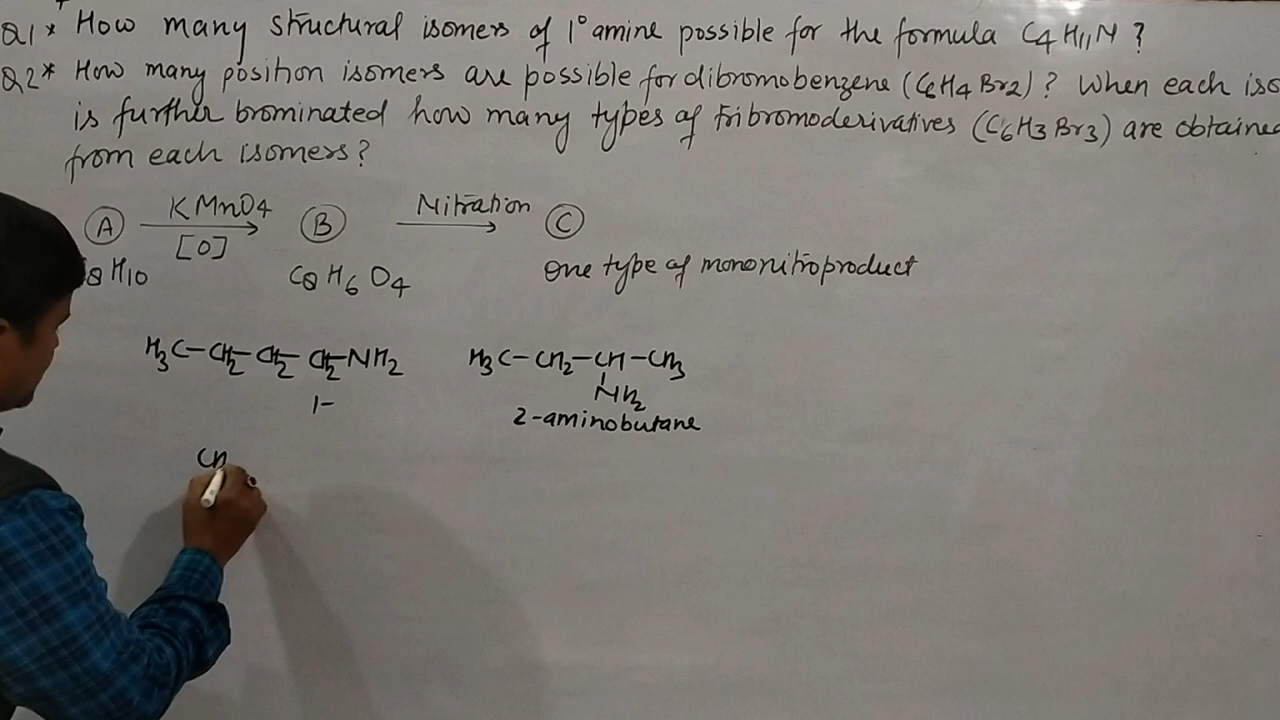 Q1* How many structural isomers of 1° amine possible for the formula C4H11N?
Q2* How many position isomers are possible for dibromobenzene (C6H4Br2)? When each iso
is further brominated how many types of tribromoderivatives (C6H3Br3) are obtaine
from each isomers?
A KMnO4 [O] B Nitration C
8H10 C8H6O4 one type of mononitroproduct
H3C-CH2-CH2-CH2-NH2 H3C-CH2-CH-CH3
1- NH2
2-aminobutane
CH